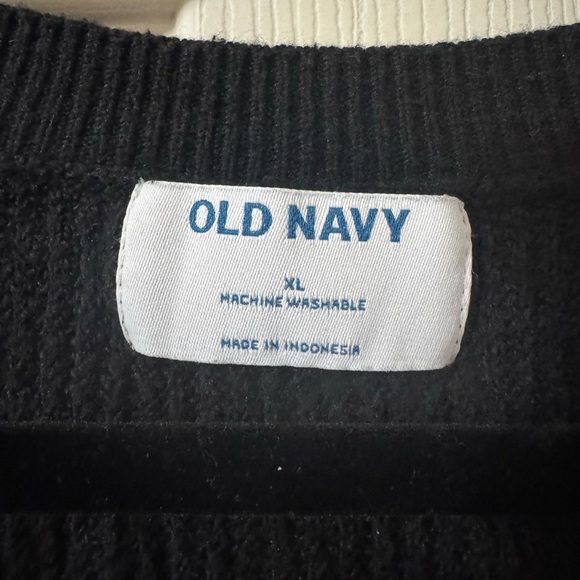 OLD NAVY
XL
MACHINE WASHABLE
MADE IN INDONESIA